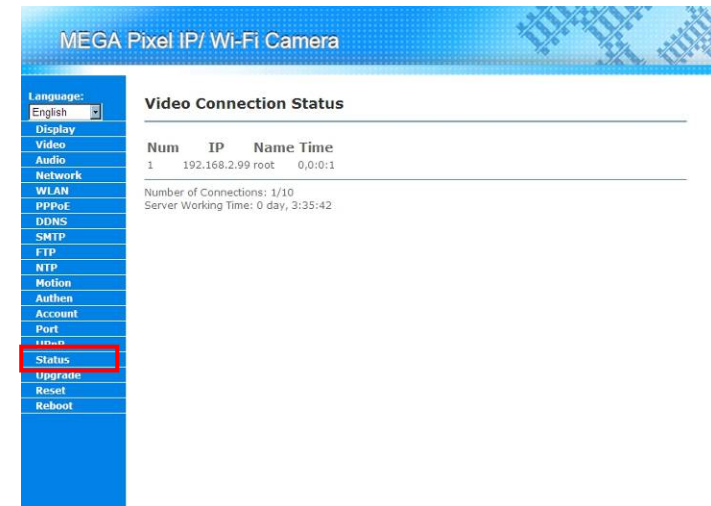 MEGA Pixel IP/ Wi-Fi Camera
Language:
English
Display
Video
Audio
Network
WLAN
PPPoE
DDNS
SMTP
FTP
NTP
Motion
Authen
Account
Port
UPnP
Status
Upgrade
Reset
Reboot
Video Connection Status
Num IP Name Time
1 192.168.2.99 root 0,0:0:1
Number of Connections: 1/10
Server Working Time: 0 day, 3:35:42